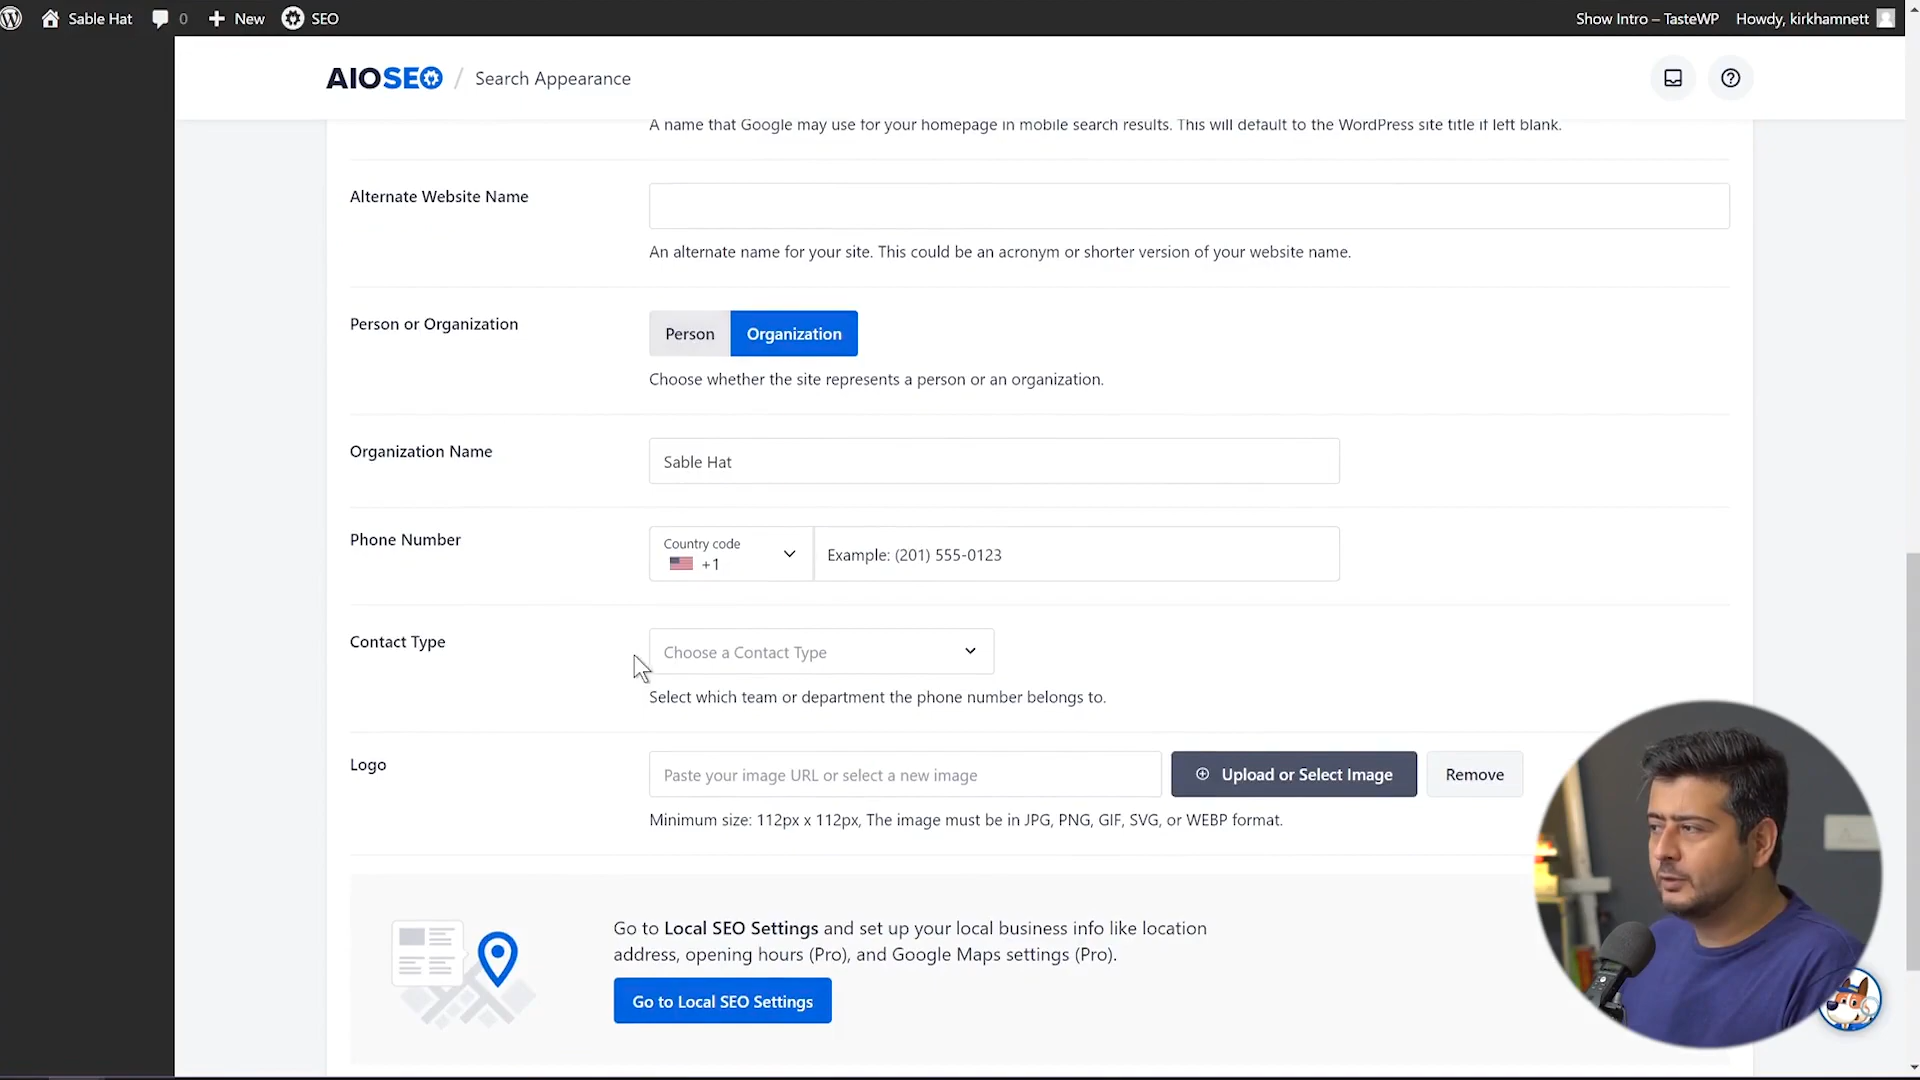 Sable Hat 0 New SEO Show Intro – TasteWP Howdy, kirkhamnett
AIOSEO / Search Appearance
A name that Google may use for your homepage in mobile search results. This will default to the WordPress site title if left blank.
Alternate Website Name
An alternate name for your site. This could be an acronym or shorter version of your website name.
Person or Organization
Person Organization
Choose whether the site represents a person or an organization.
Organization Name
Sable Hat
Phone Number
Country code
+1
Example: (201) 555-0123
Contact Type
Choose a Contact Type
Select which team or department the phone number belongs to.
Logo
Paste your image URL or select a new image
Upload or Select Image
Remove
Minimum size: 112px x 112px, The image must be in JPG, PNG, GIF, SVG, or WEBP format.
Go to Local SEO Settings and set up your local business info like location
address, opening hours (Pro), and Google Maps settings (Pro).
Go to Local SEO Settings